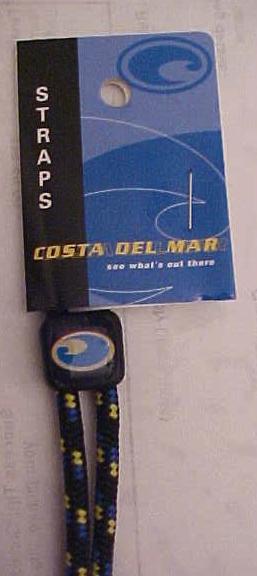 STRAPS
COSTA DEL MAR
see what's out there